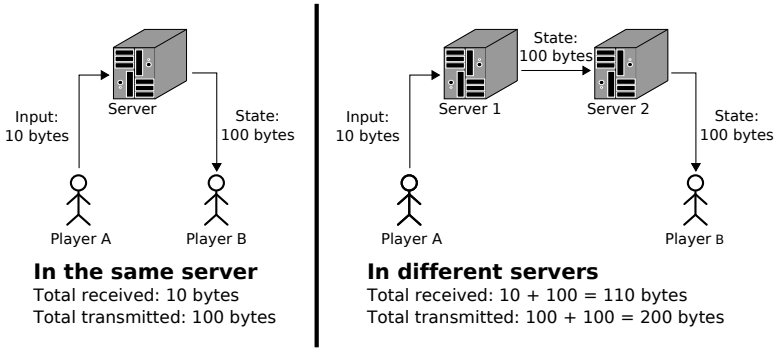 Input:
10 bytes
Server
State:
100 bytes
Player A
Player B
In the same server
Total received: 10 bytes
Total transmitted: 100 bytes
Input:
10 bytes
Server 1
State:
100 bytes
Server 2
State:
100 bytes
Player A
Player B
In different servers
Total received: 10 + 100 = 110 bytes
Total transmitted: 100 + 100 = 200 bytes